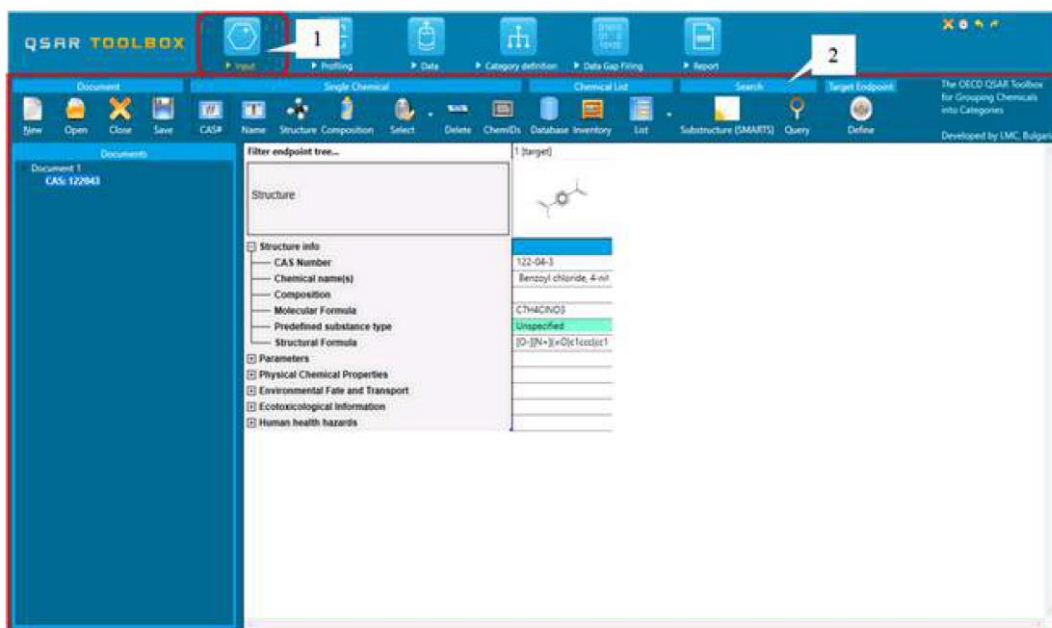 QSAR TOOLBOX
1
Input
Profiling
Data
Category definition
Data Gap Filling
Report
2
Document
Single Chemical
Chemical List
Search
Target Endpoint
The OECD QSAR Toolbox
for Grouping Chemicals
into Categories
Developed by LMC, Bulgaria
New
Open
Close
Save
CAS#
Name
Structure
Composition
Select
Delete
ChemIDs
Database
Inventory
List
Substructure (SMARTS)
Query
Define
Documents
Document 1
CAS: 122043
Filter endpoint tree...
1 [target]
Structure
Structure info
CAS Number
122-04-3
Chemical name(s)
Benzoyl chloride, 4-nit
Composition
Molecular Formula
C7H4ClNO3
Predefined substance type
Unspecified
Structural Formula
[O-][N+](=O)c1ccc(cc1
Parameters
Physical Chemical Properties
Environmental Fate and Transport
Ecotoxicological Information
Human health hazards